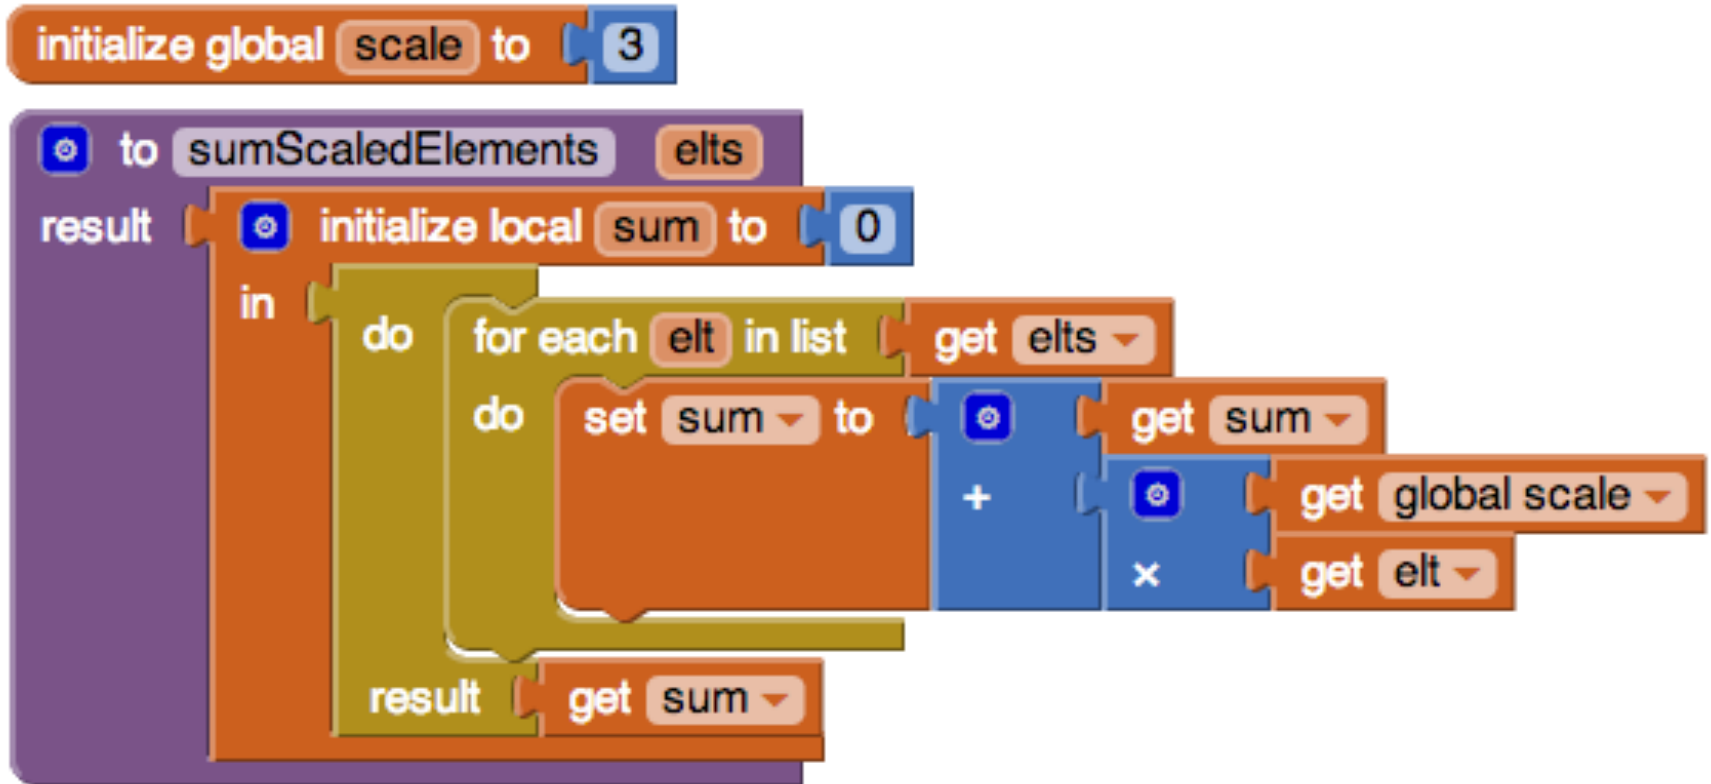 initialize global scale to 3
to sumScaledElements elts
result initialize local sum to 0
in
do for each elt in list get elts
do set sum to get sum
+ get global scale
× get elt
result get sum